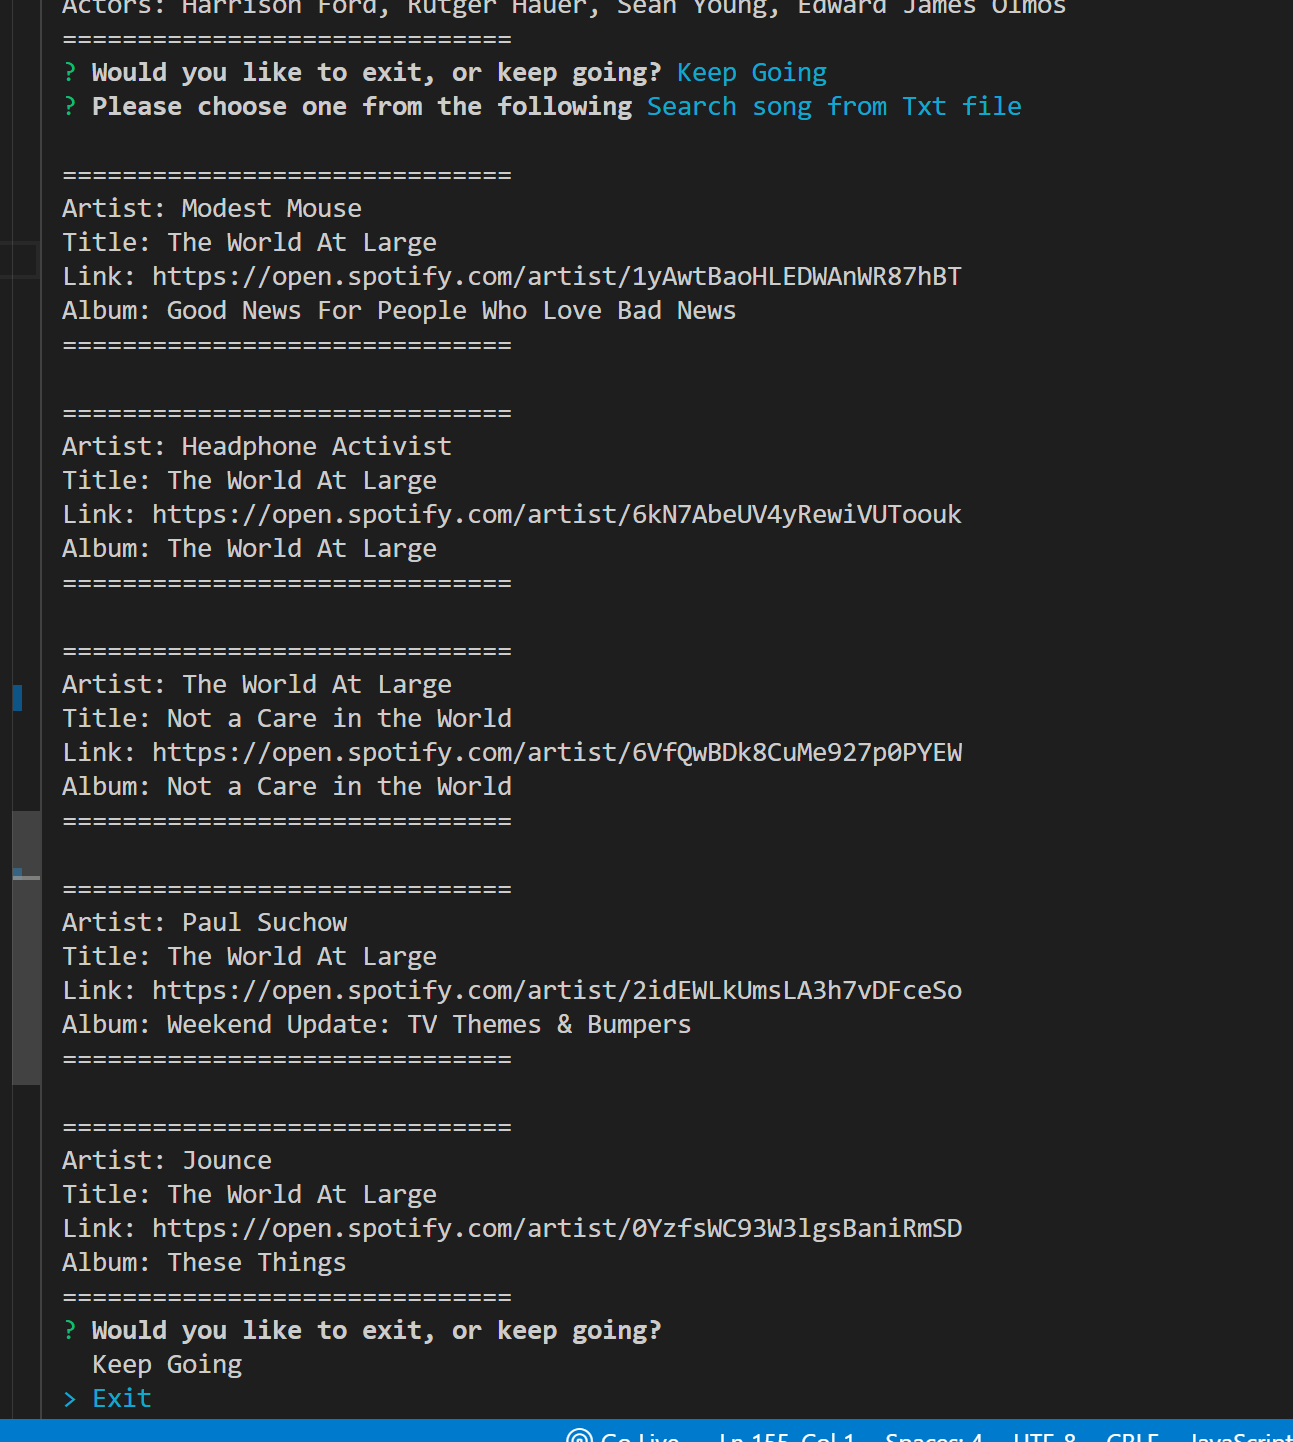 Actors: Harrison Ford, Rutger Hauer, Sean Young, Edward James Olmos
==============================
? Would you like to exit, or keep going? Keep Going
? Please choose one from the following Search song from Txt file
==============================
Artist: Modest Mouse
Title: The World At Large
Link: https://open.spotify.com/artist/1yAwtBaoHLEDWAnWR87hBT
Album: Good News For People Who Love Bad News
==============================
==============================
Artist: Headphone Activist
Title: The World At Large
Link: https://open.spotify.com/artist/6kN7AbeUV4yRewiVUToouk
Album: The World At Large
==============================
==============================
Artist: The World At Large
Title: Not a Care in the World
Link: https://open.spotify.com/artist/6VfQwBDk8CuMe927p0PYEW
Album: Not a Care in the World
==============================
==============================
Artist: Paul Suchow
Title: The World At Large
Link: https://open.spotify.com/artist/2idEWLkUmsLA3h7vDFceSo
Album: Weekend Update: TV Themes & Bumpers
==============================
==============================
Artist: Jounce
Title: The World At Large
Link: https://open.spotify.com/artist/0YzfsWC93W3lgsBaniRmSD
Album: These Things
==============================
? Would you like to exit, or keep going?
Keep Going
> Exit
Go Live Ln 155, Col 1 Spaces: 4 UTF-8 CRLF JavaScript